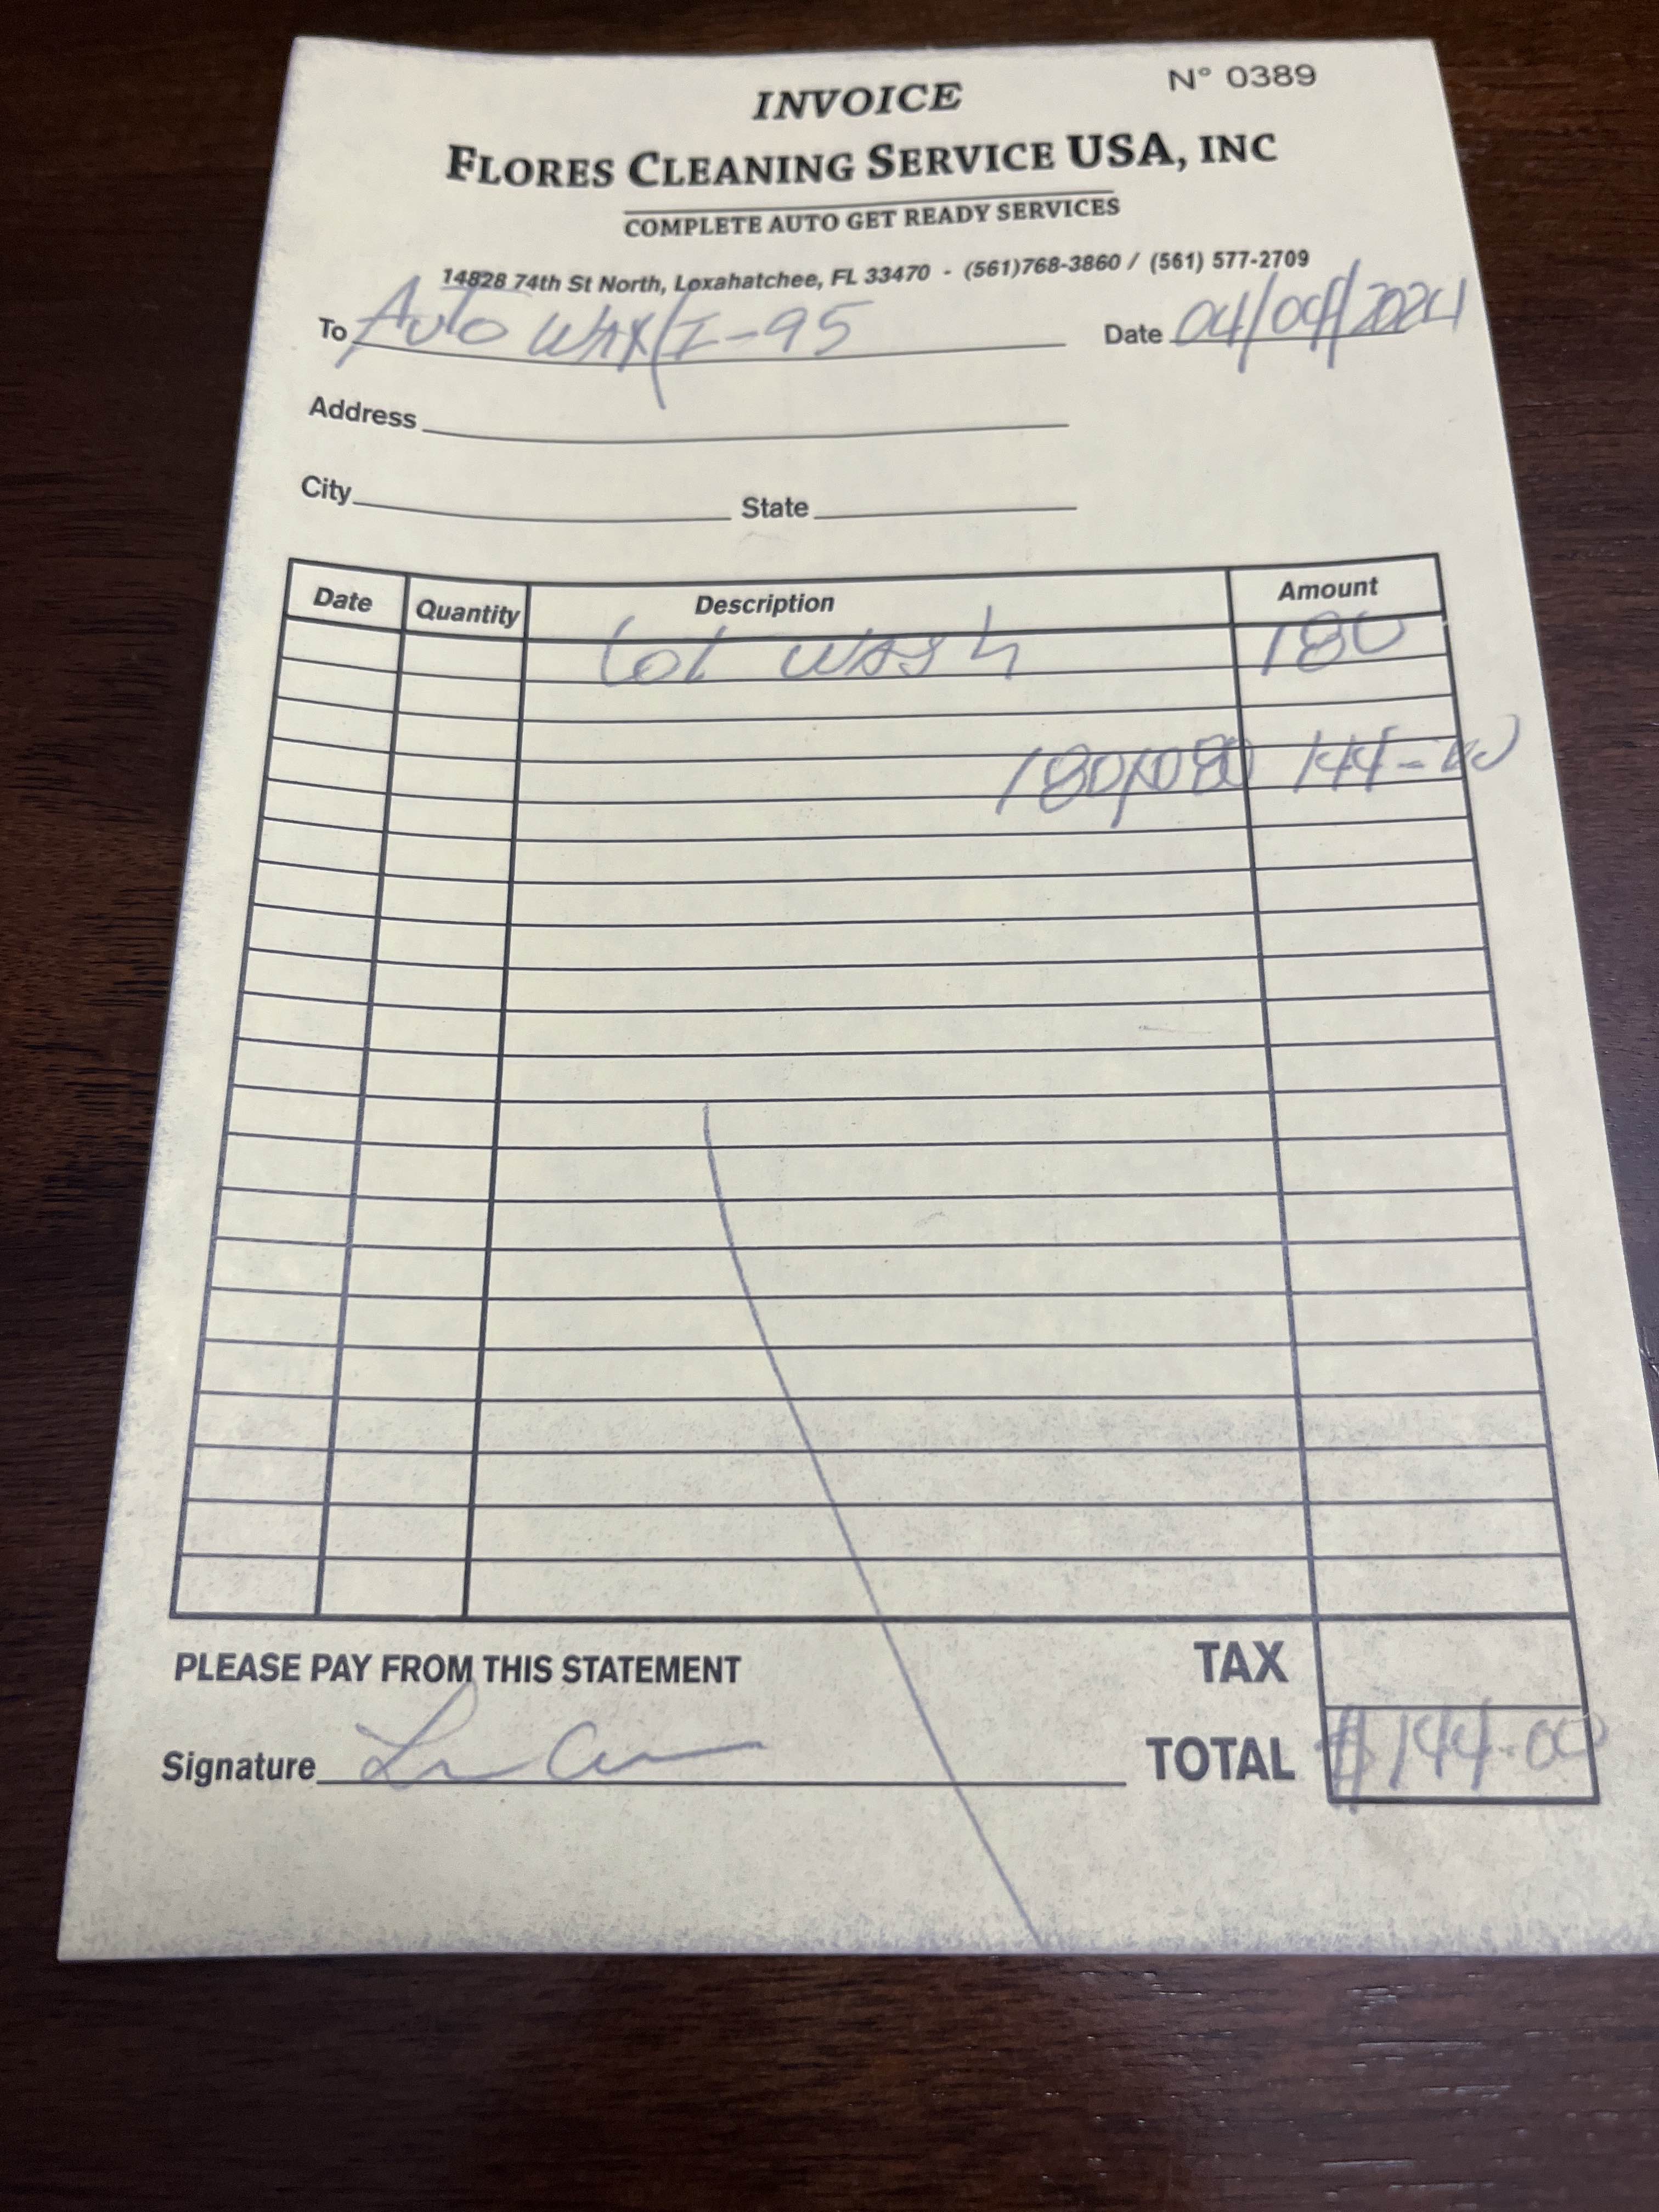 INVOICE
N° 0389
FLORES CLEANING SERVICE USA, INC
COMPLETE AUTO GET READY SERVICES
14828 74th St North, Loxahatchee, FL 33470 - (561)768-3860 / (561) 577-2709
To Auto WAX/I-95 Date 04/09/2024
Address
City State
Date Quantity Description Amount
Lot WASH 180
144-00
PLEASE PAY FROM THIS STATEMENT
TAX
Signature TOTAL $144-00